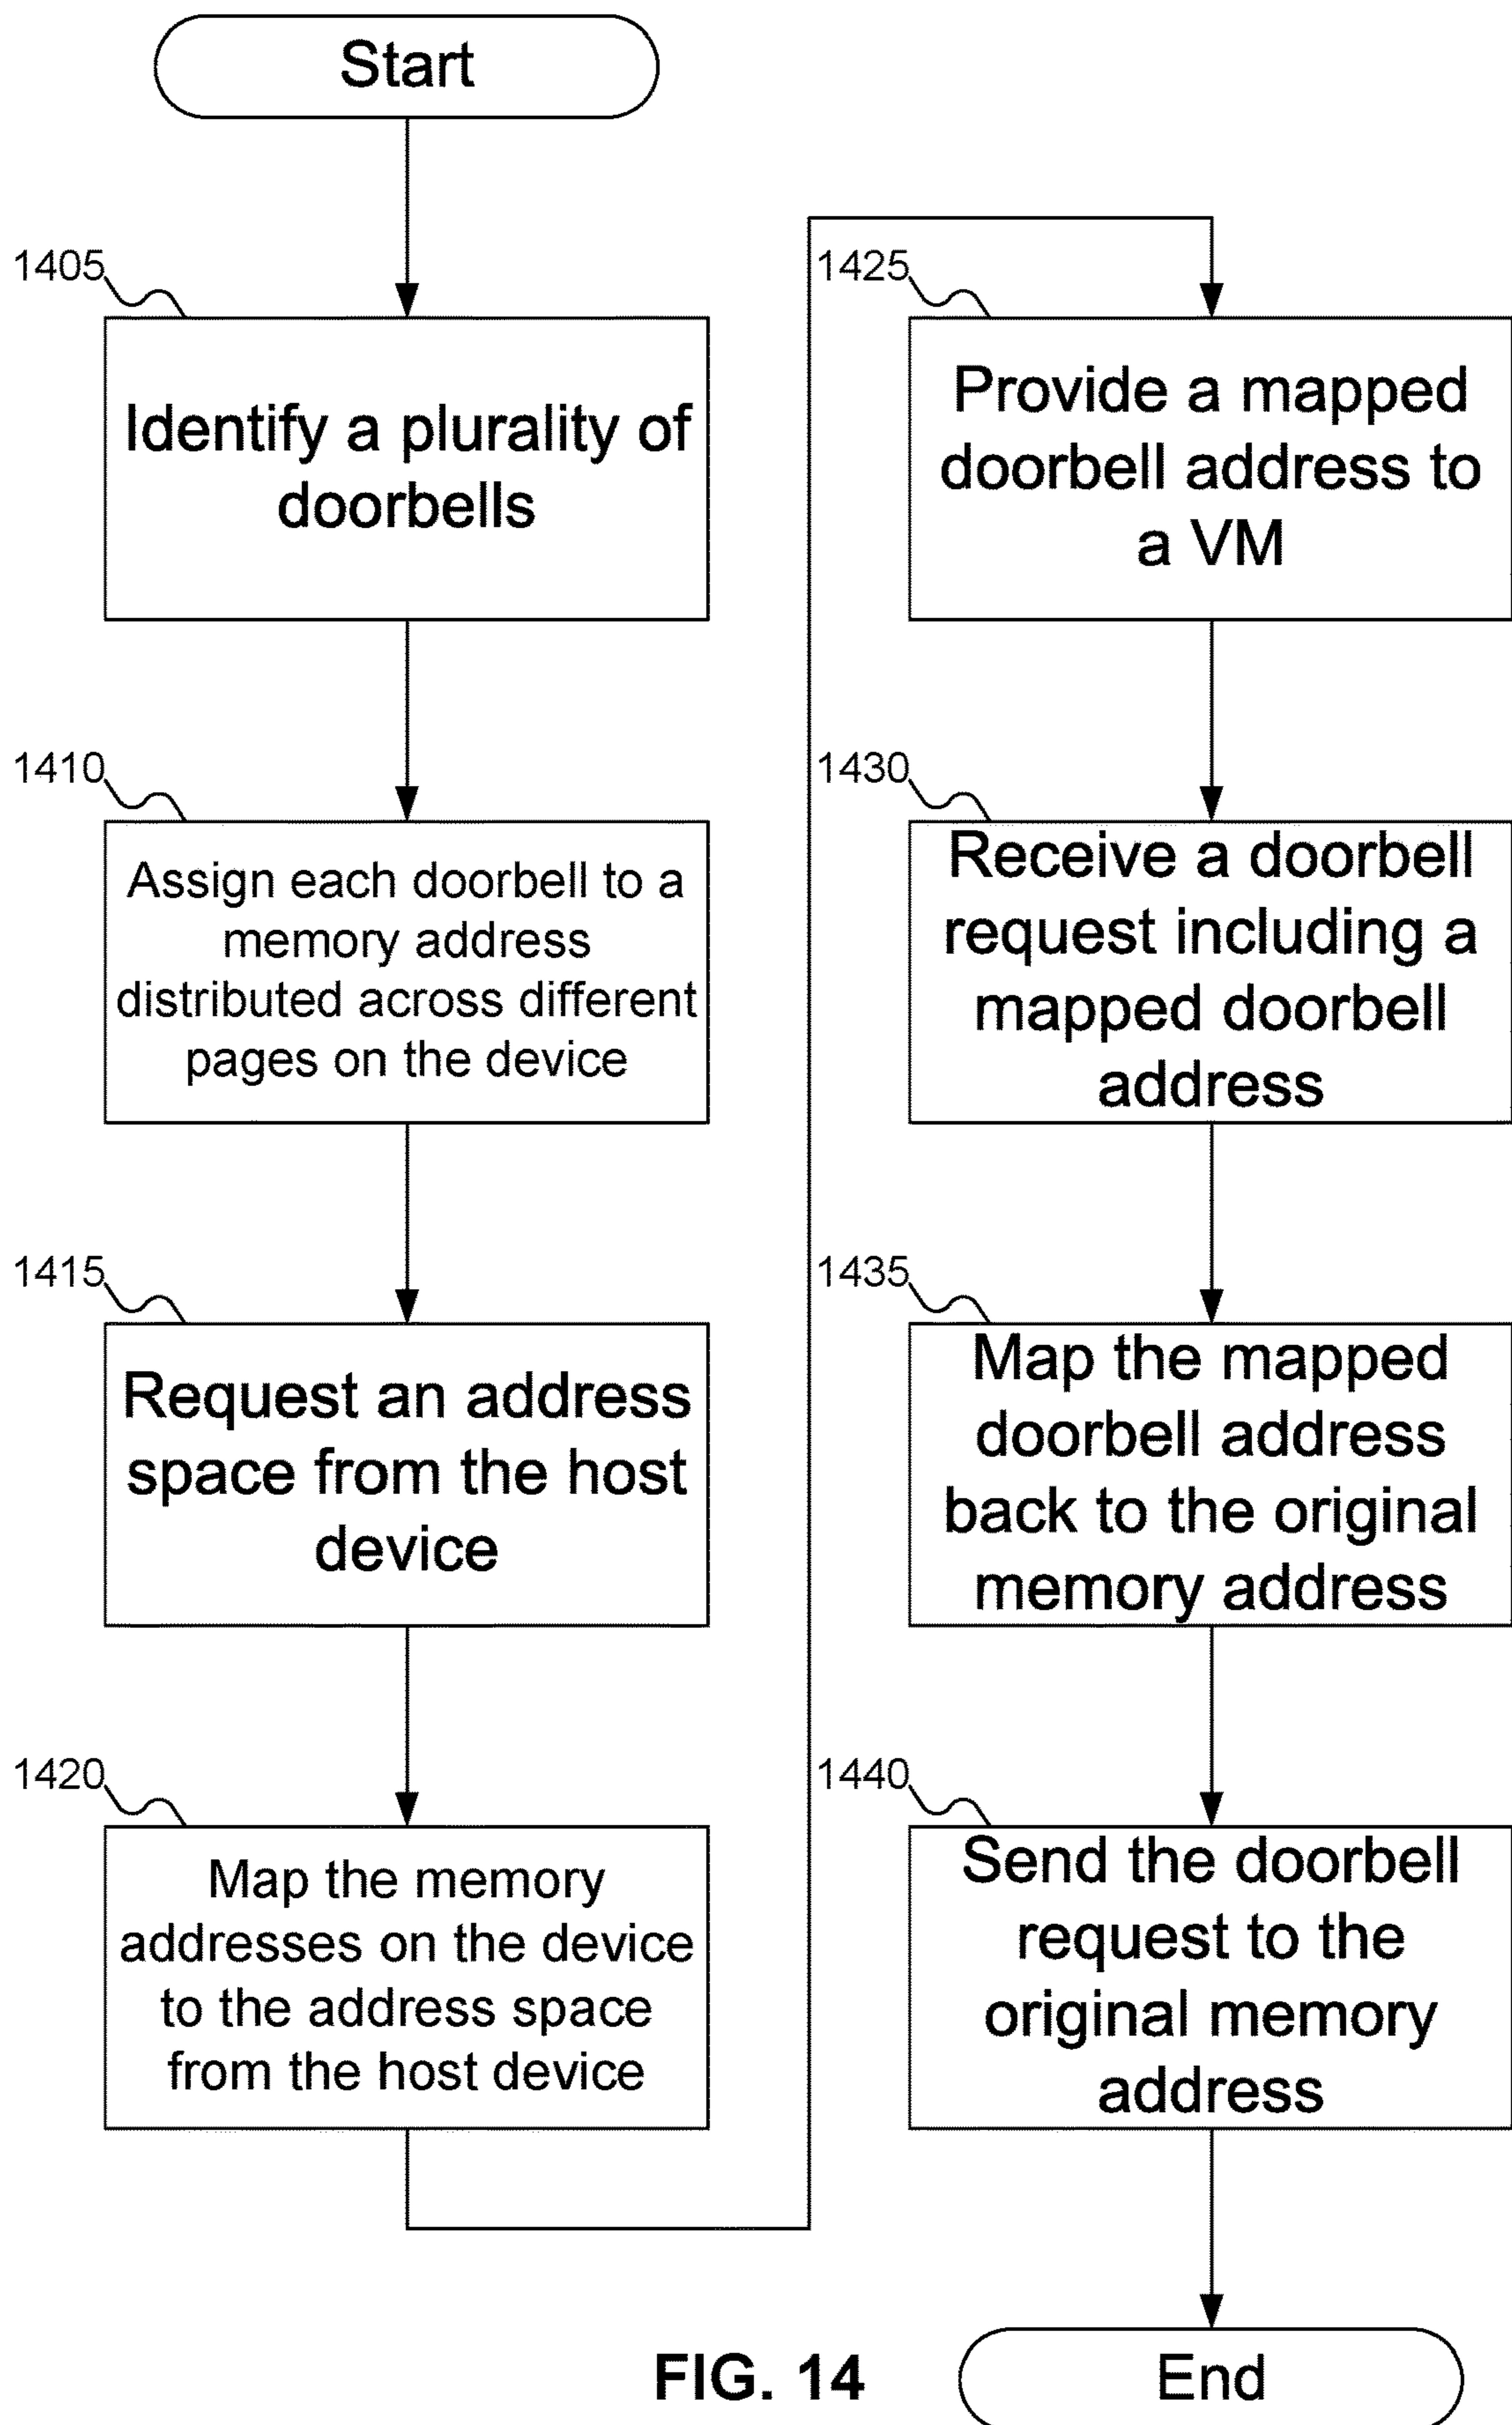 Start
1405
Identify a plurality of
doorbells
1410
Assign each doorbell to a
memory address
distributed across different
pages on the device
1415
Request an address
space from the host
device
1420
Map the memory
addresses on the device
to the address space
from the host device
1425
Provide a mapped
doorbell address to
a VM
1430
Receive a doorbell
request including a
mapped doorbell
address
1435
Map the mapped
doorbell address
back to the original
memory address
1440
Send the doorbell
request to the
original memory
address
End
FIG. 14